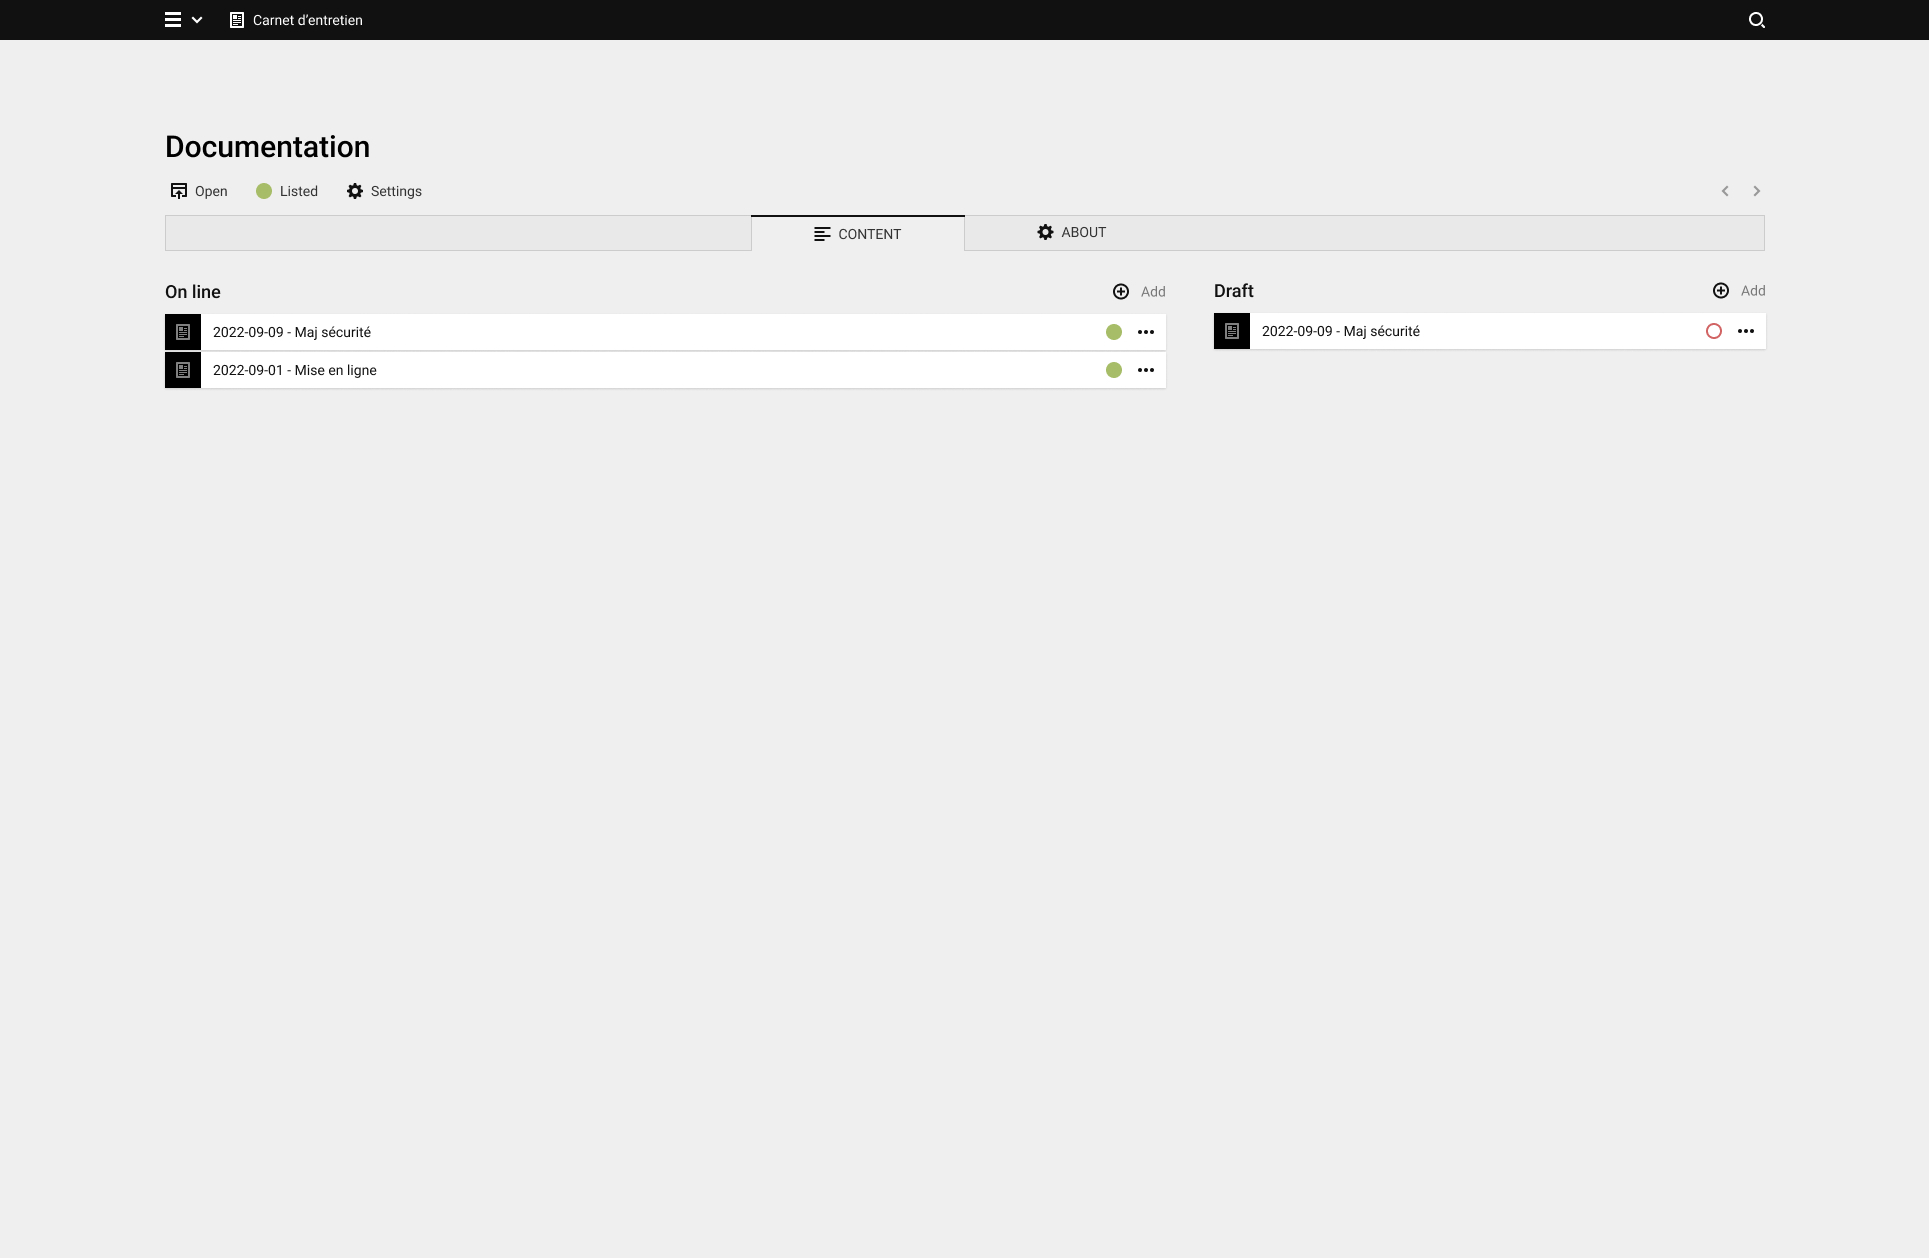 Carnet d'entretien
Documentation
Open Listed Settings
CONTENT ABOUT
On line Add
2022-09-09 - Maj sécurité
2022-09-01 - Mise en ligne
Draft Add
2022-09-09 - Maj sécurité